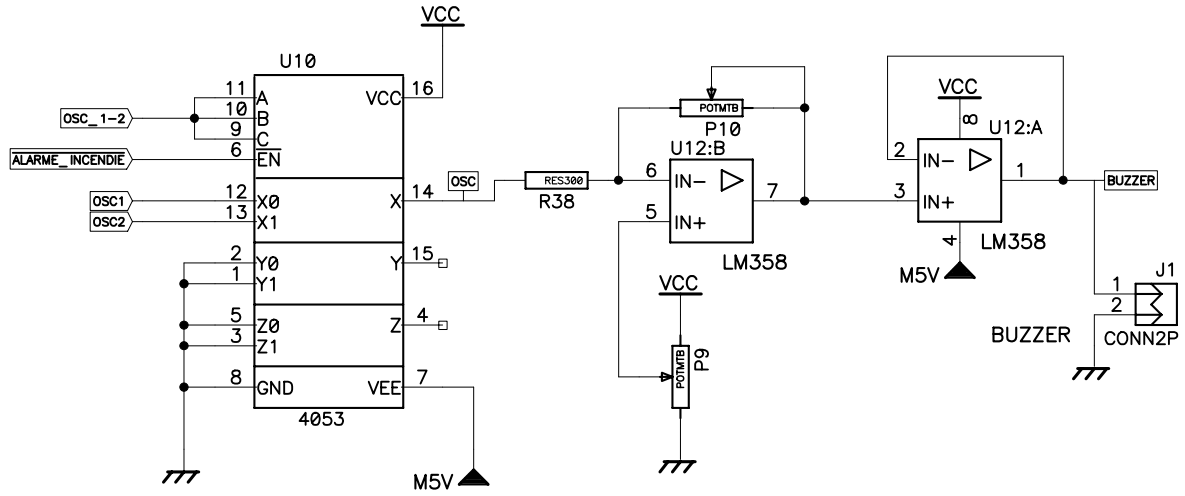 VCC
U10
11
A
16
VCC
OSC_1-2
10
B
9
C
ALARME_INCENDIE
6
EN
OSC1
12
X0
X
14
OSC
OSC2
13
X1
2
Y0
Y
15
1
Y1
5
Z0
Z
4
3
Z1
8
GND
VEE
7
4053
M5V
RES300
R38
POTMTB
P10
U12:B
6
IN-
7
5
IN+
LM358
VCC
POTMTB
P9
VCC
8
U12:A
2
IN-
1
3
IN+
4
LM358
M5V
BUZZER
J1
1
2
BUZZER
CONN2P